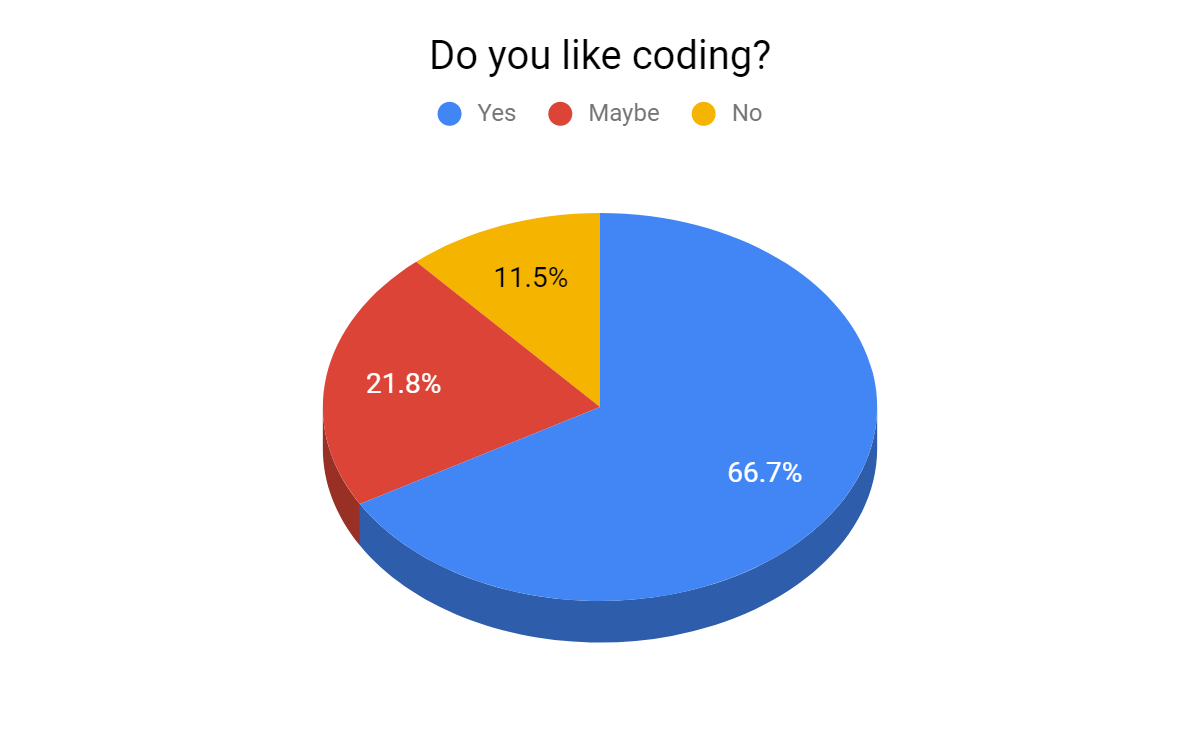 Do you like coding?
Yes Maybe No
11.5%
21.8%
66.7%